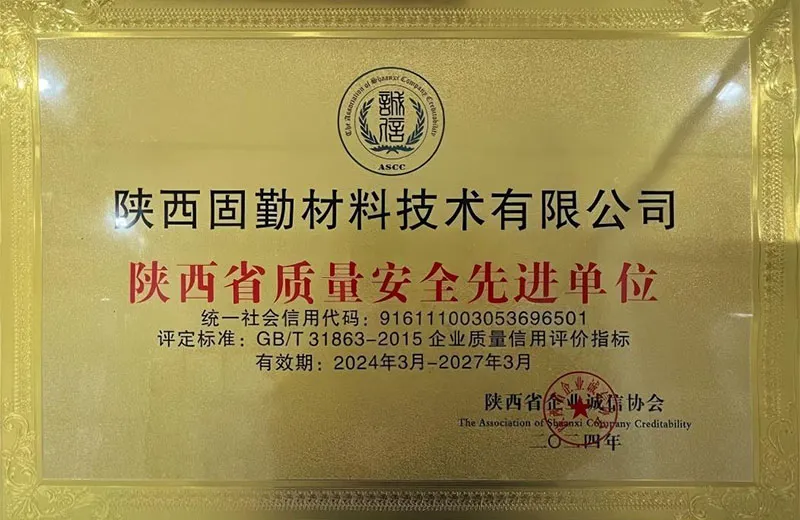 The Association of Shaanxi Company Creditability
誠信
ASCC
陕西固勤材料技术有限公司
陕西省质量安全先进单位
统一社会信用代码：916111003053696501
评定标准：GB/T 31863-2015 企业质量信用评价指标
有效期：2024年3月-2027年3月
陕西省企业诚信协会
The Association of Shaanxi Company Creditability
二〇二四年